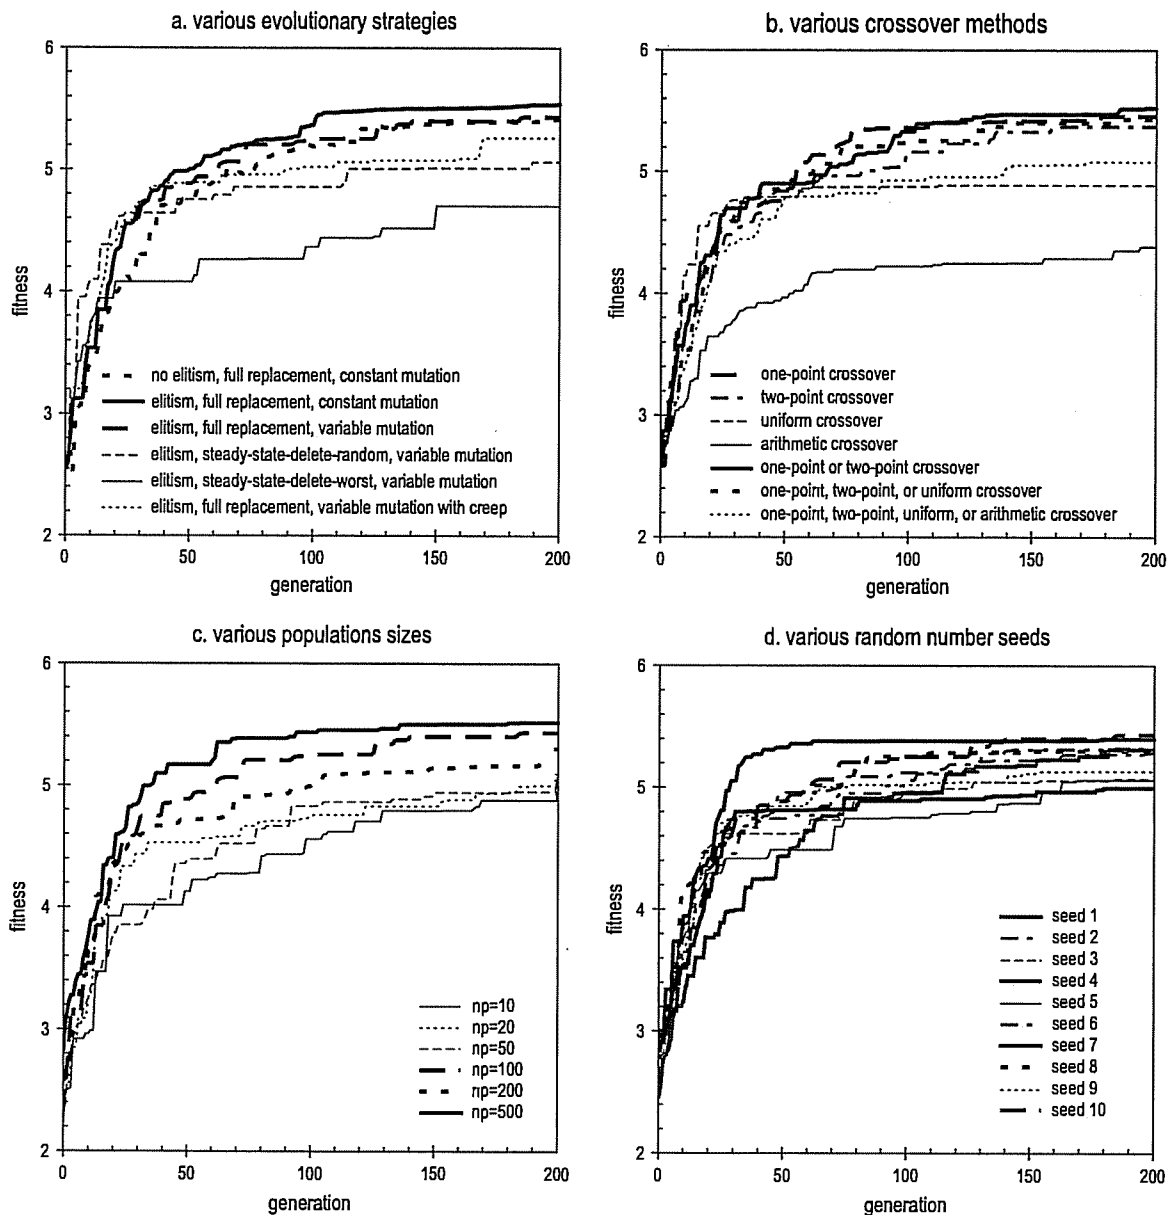 a. various evolutionary strategies
6
5
4
3
2
fitness
no elitism, full replacement, constant mutation
elitism, full replacement, constant mutation
elitism, full replacement, variable mutation
elitism, steady-state-delete-random, variable mutation
elitism, steady-state-delete-worst, variable mutation
elitism, full replacement, variable mutation with creep
0 50 100 150 200
generation
b. various crossover methods
6
5
4
3
2
fitness
one-point crossover
two-point crossover
uniform crossover
arithmetic crossover
one-point or two-point crossover
one-point, two-point, or uniform crossover
one-point, two-point, uniform, or arithmetic crossover
0 50 100 150 200
generation
c. various populations sizes
6
5
4
3
2
fitness
np=10
np=20
np=50
np=100
np=200
np=500
0 50 100 150 200
generation
d. various random number seeds
6
5
4
3
2
fitness
seed 1
seed 2
seed 3
seed 4
seed 5
seed 6
seed 7
seed 8
seed 9
seed 10
0 50 100 150 200
generation